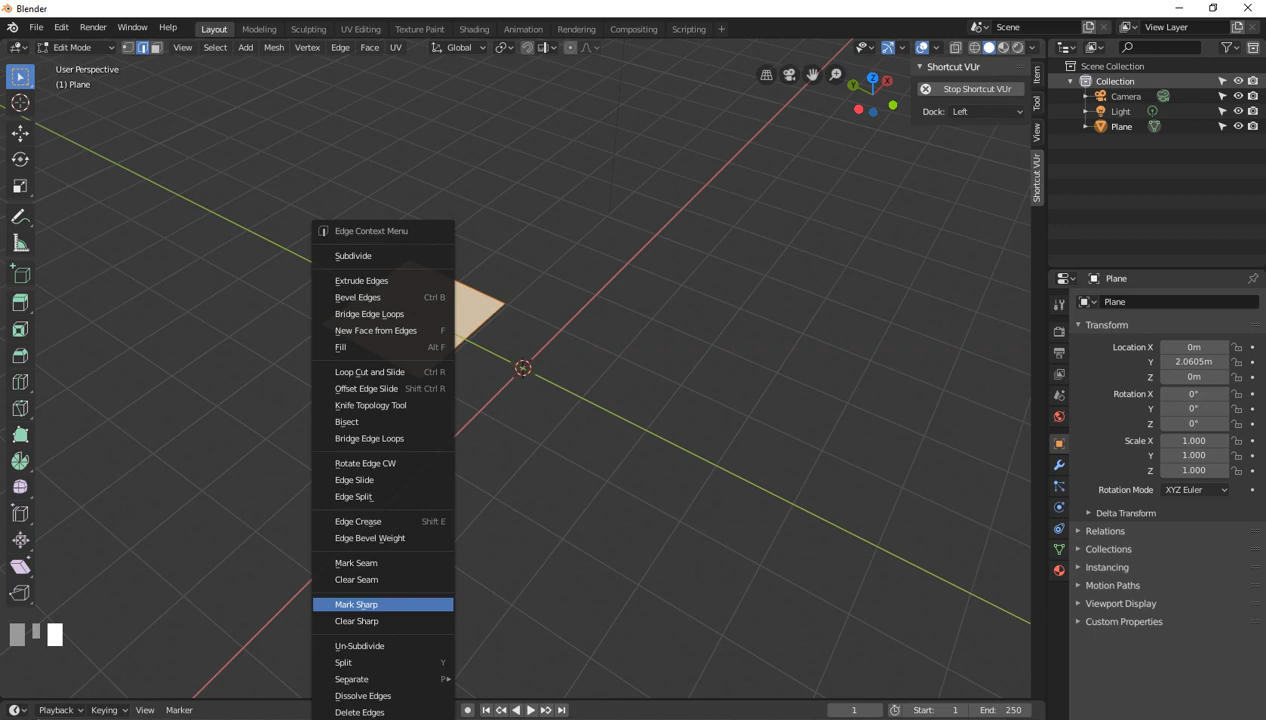 Blender
File Edit Render Window Help Layout Modeling Sculpting UV Editing Texture Paint Shading Animation Rendering Compositing Scripting + Scene View Layer
Edit Mode View Select Add Mesh Vertex Edge Face UV Global
User Perspective
(1) Plane
Z
X
Y
Shortcut VUr
Stop Shortcut VUr
Dock: Left
Item
Tool
View
Shortcut VUr
Scene Collection
Collection
Camera
Light
Plane
Edge Context Menu
Subdivide
Extrude Edges
Bevel Edges Ctrl B
Bridge Edge Loops
New Face from Edges F
Fill Alt F
Loop Cut and Slide Ctrl R
Offset Edge Slide Shift Ctrl R
Knife Topology Tool
Bisect
Bridge Edge Loops
Rotate Edge CW
Edge Slide
Edge Split
Edge Crease Shift E
Edge Bevel Weight
Mark Seam
Clear Seam
Mark Sharp
Clear Sharp
Un-Subdivide
Split Y
Separate P
Dissolve Edges
Delete Edges
Plane
Plane
Transform
Location X 0m
Y 2.0605m
Z 0m
Rotation X 0°
Y 0°
Z 0°
Scale X 1.000
Y 1.000
Z 1.000
Rotation Mode XYZ Euler
Delta Transform
Relations
Collections
Instancing
Motion Paths
Viewport Display
Custom Properties
Playback Keying View Marker 1 Start: 1 End: 250